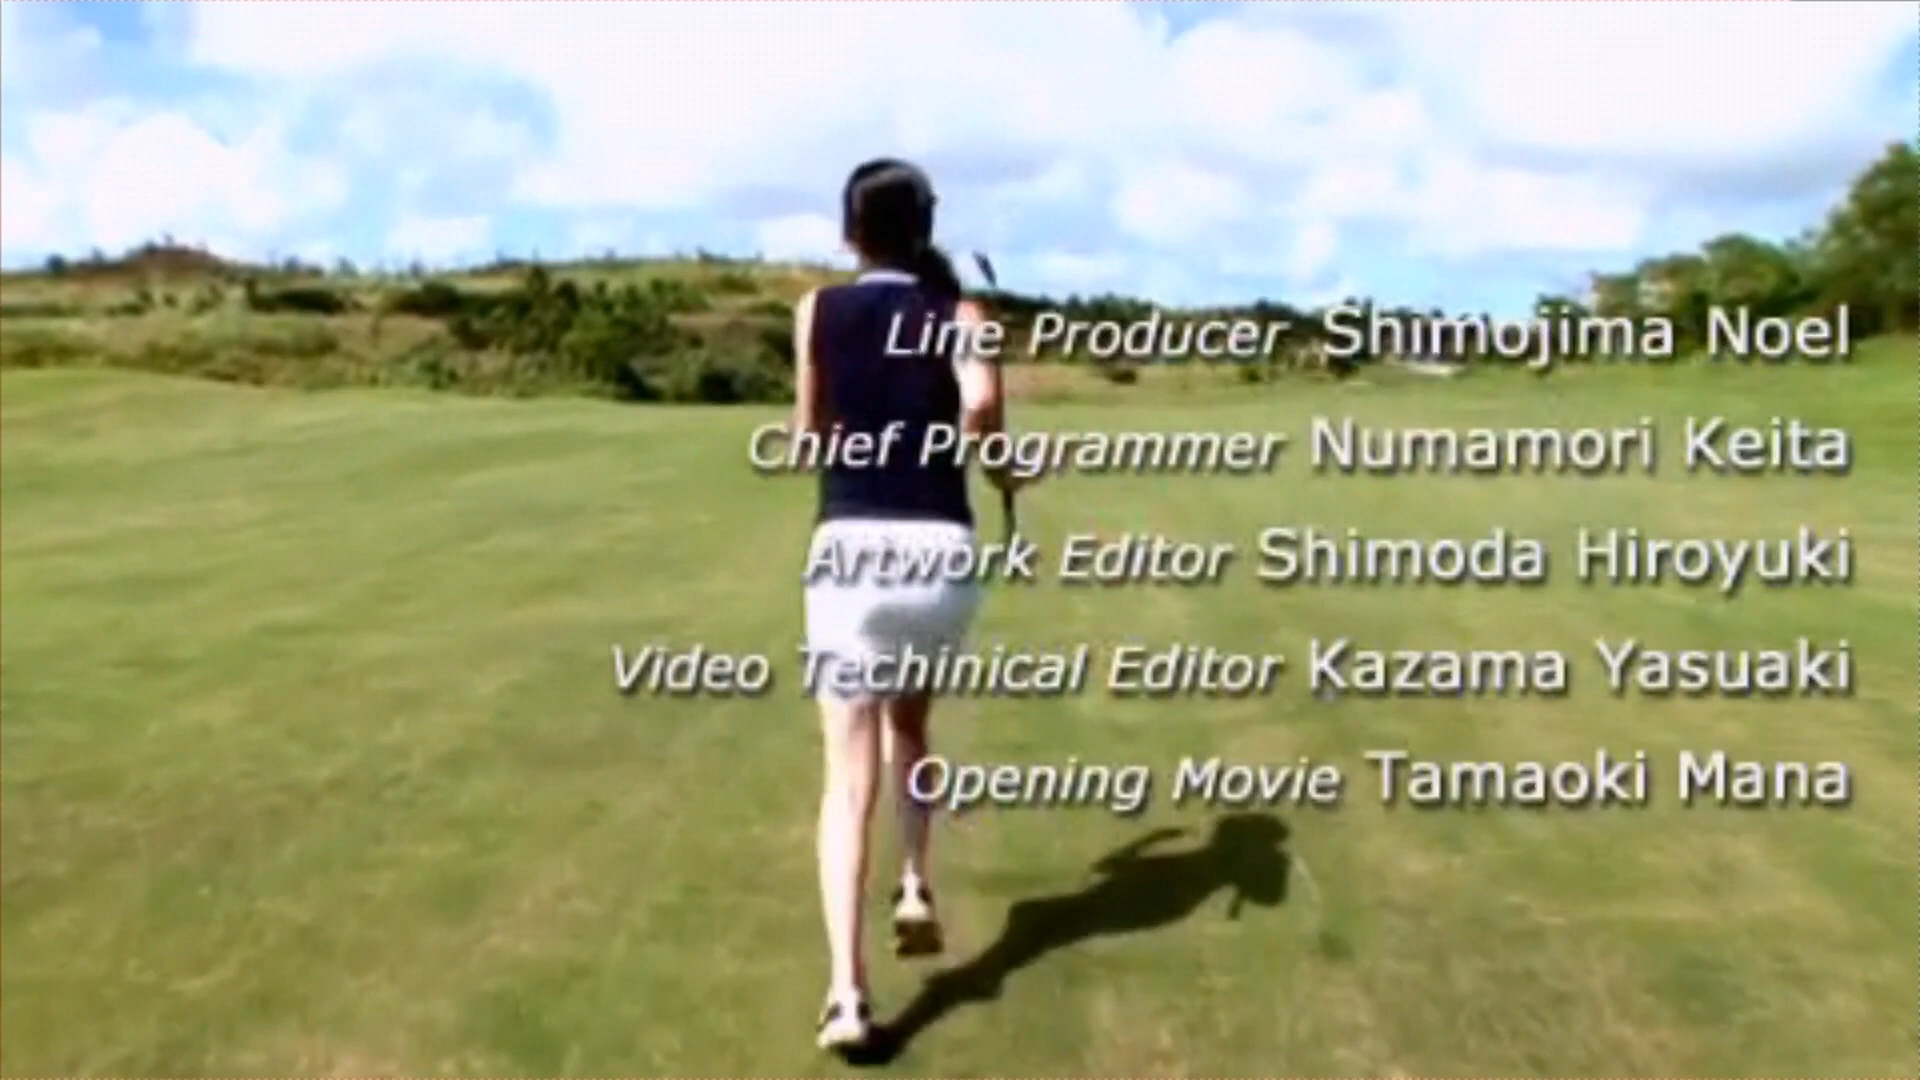 Line Producer Shimojima Noel
Chief Programmer Numamori Keita
Artwork Editor Shimoda Hiroyuki
Video Techinical Editor Kazama Yasuaki
Opening Movie Tamaoki Mana